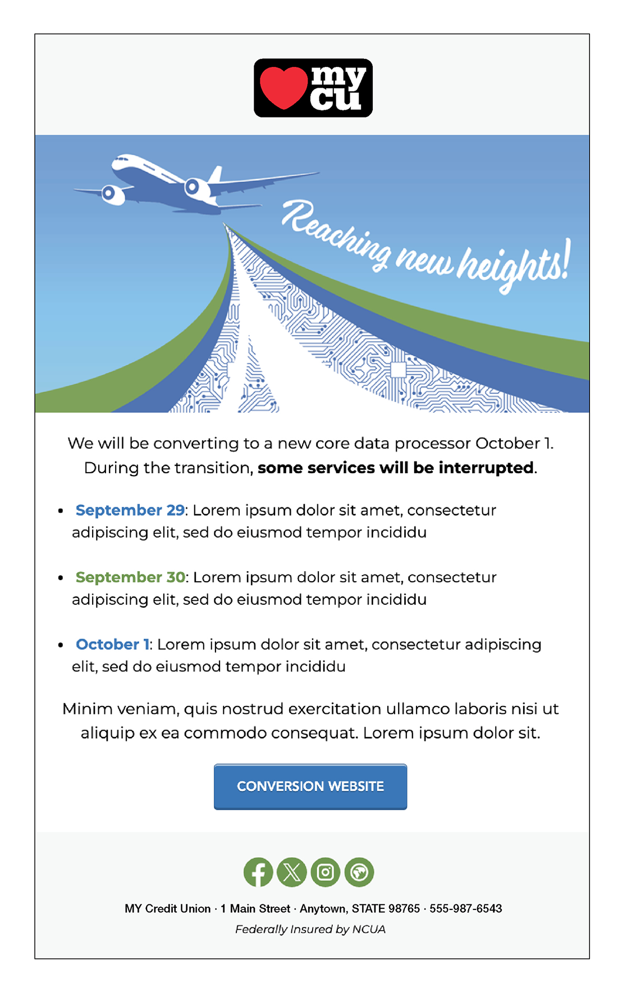 my
cu
Reaching new heights!
We will be converting to a new core data processor October 1.
During the transition, some services will be interrupted.
• September 29: Lorem ipsum dolor sit amet, consectetur
adipiscing elit, sed do eiusmod tempor incididu
• September 30: Lorem ipsum dolor sit amet, consectetur
adipiscing elit, sed do eiusmod tempor incididu
• October 1: Lorem ipsum dolor sit amet, consectetur adipiscing
elit, sed do eiusmod tempor incididu
Minim veniam, quis nostrud exercitation ullamco laboris nisi ut
aliquip ex ea commodo consequat. Lorem ipsum dolor sit.
CONVERSION WEBSITE
MY Credit Union · 1 Main Street · Anytown, STATE 98765 · 555-987-6543
Federally Insured by NCUA